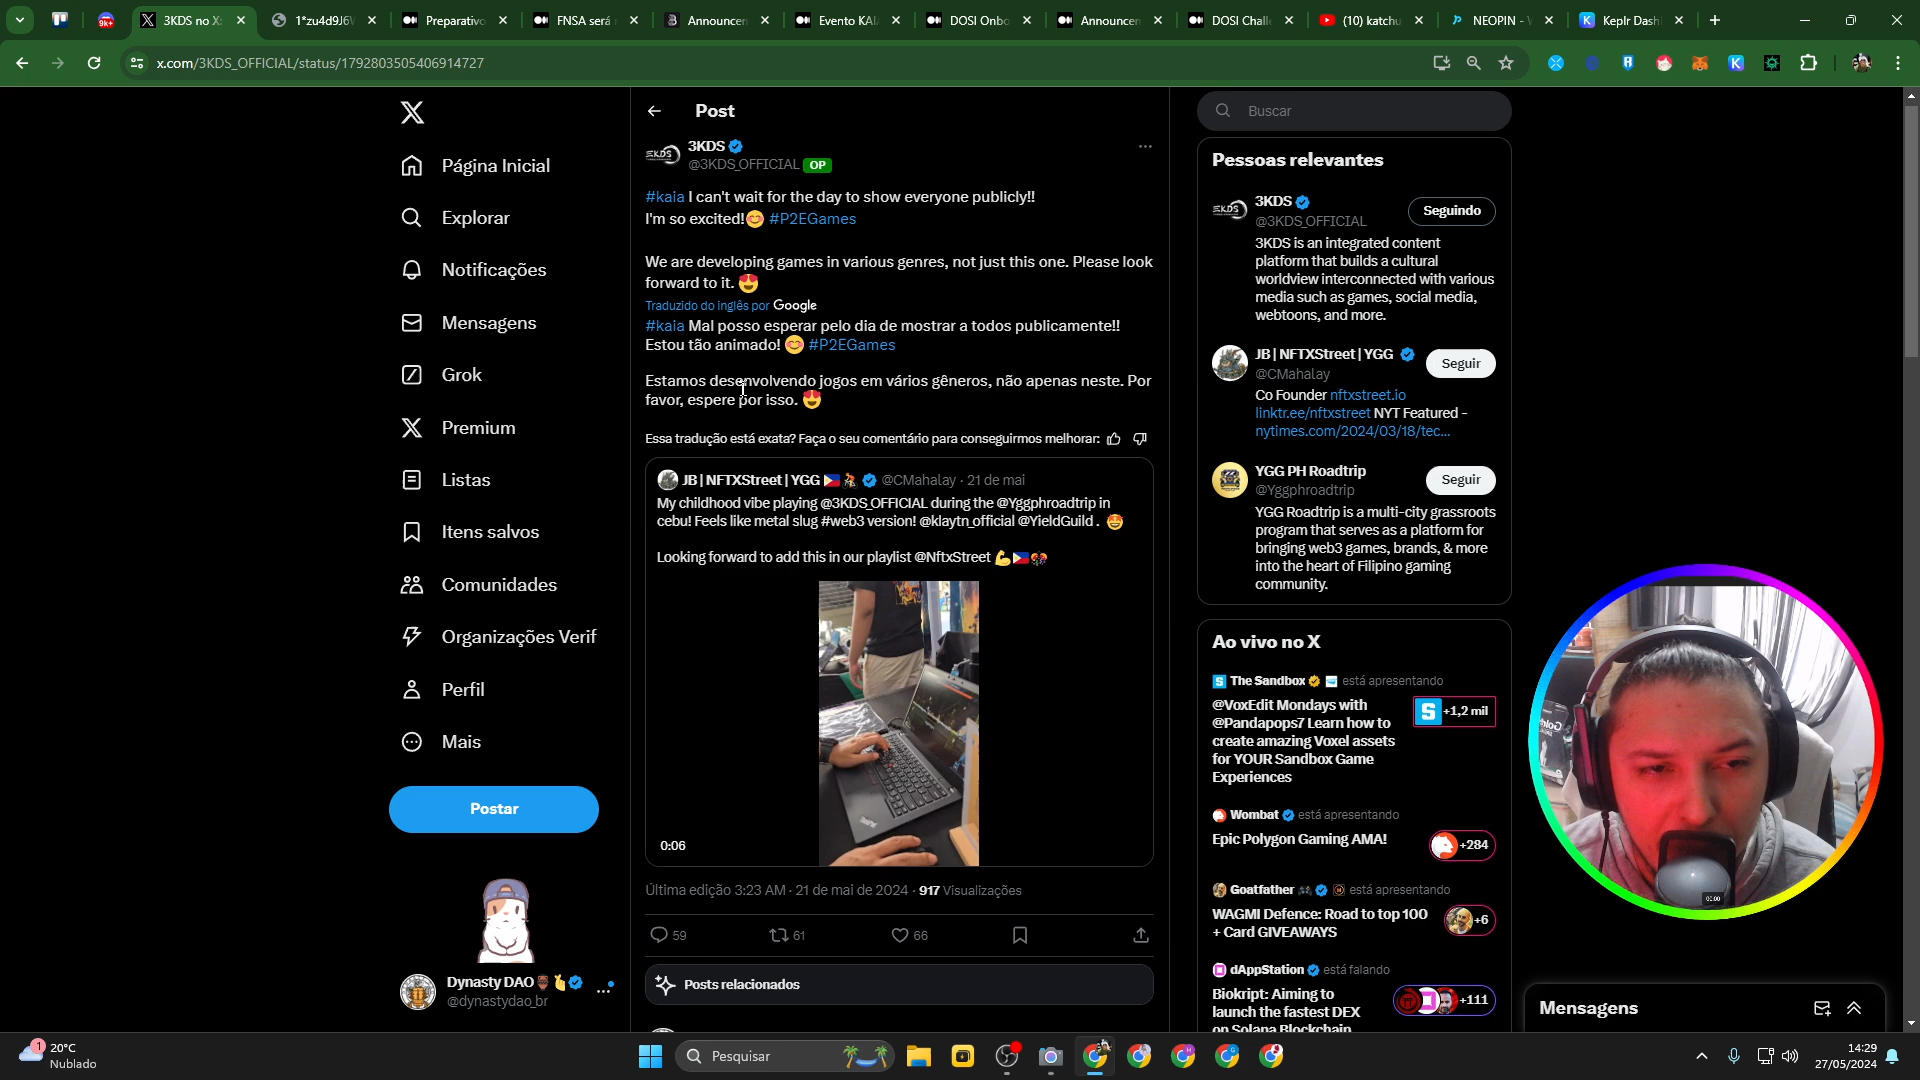 9k+
3KDS no X
1*zu4d9J6V
Preparativo
FNSA será
Announcem
Evento KAIA
DOSI Onbo
Announcem
DOSI Chall
(10) katchu
NEOPIN - W
Keplr Dash
x.com/3KDS_OFFICIAL/status/1792803505406914727
Página Inicial
Explorar
Notificações
Mensagens
Grok
Premium
Listas
Itens salvos
Comunidades
Organizações Verif
Perfil
Mais
Postar
Dynasty DAO
@dynastydao_br
Post
3KDS
@3KDS_OFFICIAL OP
#kaia I can't wait for the day to show everyone publicly!!
I'm so excited!😊 #P2EGames
We are developing games in various genres, not just this one. Please look
forward to it. 😍
Traduzido do inglês por Google
#kaia Mal posso esperar pelo dia de mostrar a todos publicamente!!
Estou tão animado! 😊 #P2EGames
Estamos desenvolvendo jogos em vários gêneros, não apenas neste. Por
favor, espere por isso. 😍
Essa tradução está exata? Faça o seu comentário para conseguirmos melhorar:
JB | NFTXStreet | YGG @CMahalay · 21 de mai
My childhood vibe playing @3KDS_OFFICIAL during the @Yggphroadtrip in
cebu! Feels like metal slug #web3 version! @klaytn_official @YieldGuild . 🤩
Looking forward to add this in our playlist @NftxStreet 💪🇵🇭
0:06
Última edição 3:23 AM · 21 de mai de 2024 · 917 Visualizações
59
61
66
Posts relacionados
Buscar
Pessoas relevantes
3KDS
@3KDS_OFFICIAL
Seguindo
3KDS is an integrated content
platform that builds a cultural
worldview interconnected with various
media such as games, social media,
webtoons, and more.
JB | NFTXStreet | YGG
@CMahalay
Seguir
Co Founder nftxstreet.io
linktr.ee/nftxstreet NYT Featured -
nytimes.com/2024/03/18/tec...
YGG PH Roadtrip
@Yggphroadtrip
Seguir
YGG Roadtrip is a multi-city grassroots
program that serves as a platform for
bringing web3 games, brands, & more
into the heart of Filipino gaming
community.
Ao vivo no X
The Sandbox está apresentando
@VoxEdit Mondays with
@Pandapops7 Learn how to
create amazing Voxel assets
for YOUR Sandbox Game
Experiences
+1,2 mil
Wombat está apresentando
Epic Polygon Gaming AMA!
+284
Goatfather está apresentando
WAGMI Defence: Road to top 100
+ Card GIVEAWAYS
+6
dAppStation está falando
Biokript: Aiming to
launch the fastest DEX
on Solana Blockchain
+111
Mensagens
00:00
1
20°C
Nublado
Pesquisar
14:29
27/05/2024